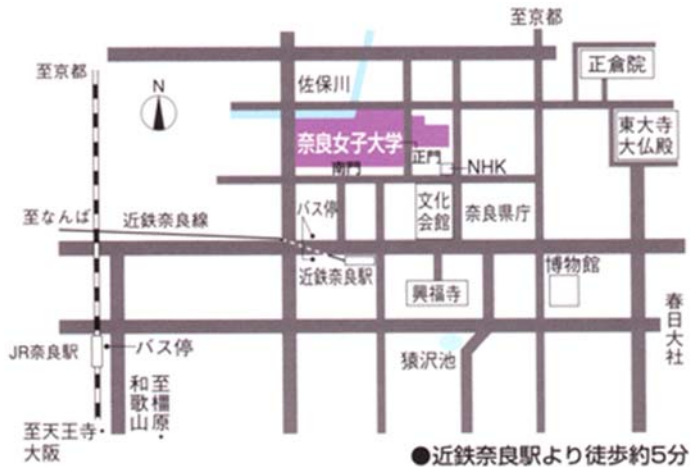 至京都
至京都
正倉院
N
佐保川
東大寺
大仏殿
奈良女子大学
正門
南門
NHK
文化
会館
奈良県庁
バス停
至なんば
近鉄奈良線
近鉄奈良駅
博物館
興福寺
春日大社
JR奈良駅
バス停
猿沢池
至橿原・
和歌山
至天王寺・
大阪
●近鉄奈良駅より徒歩約5分